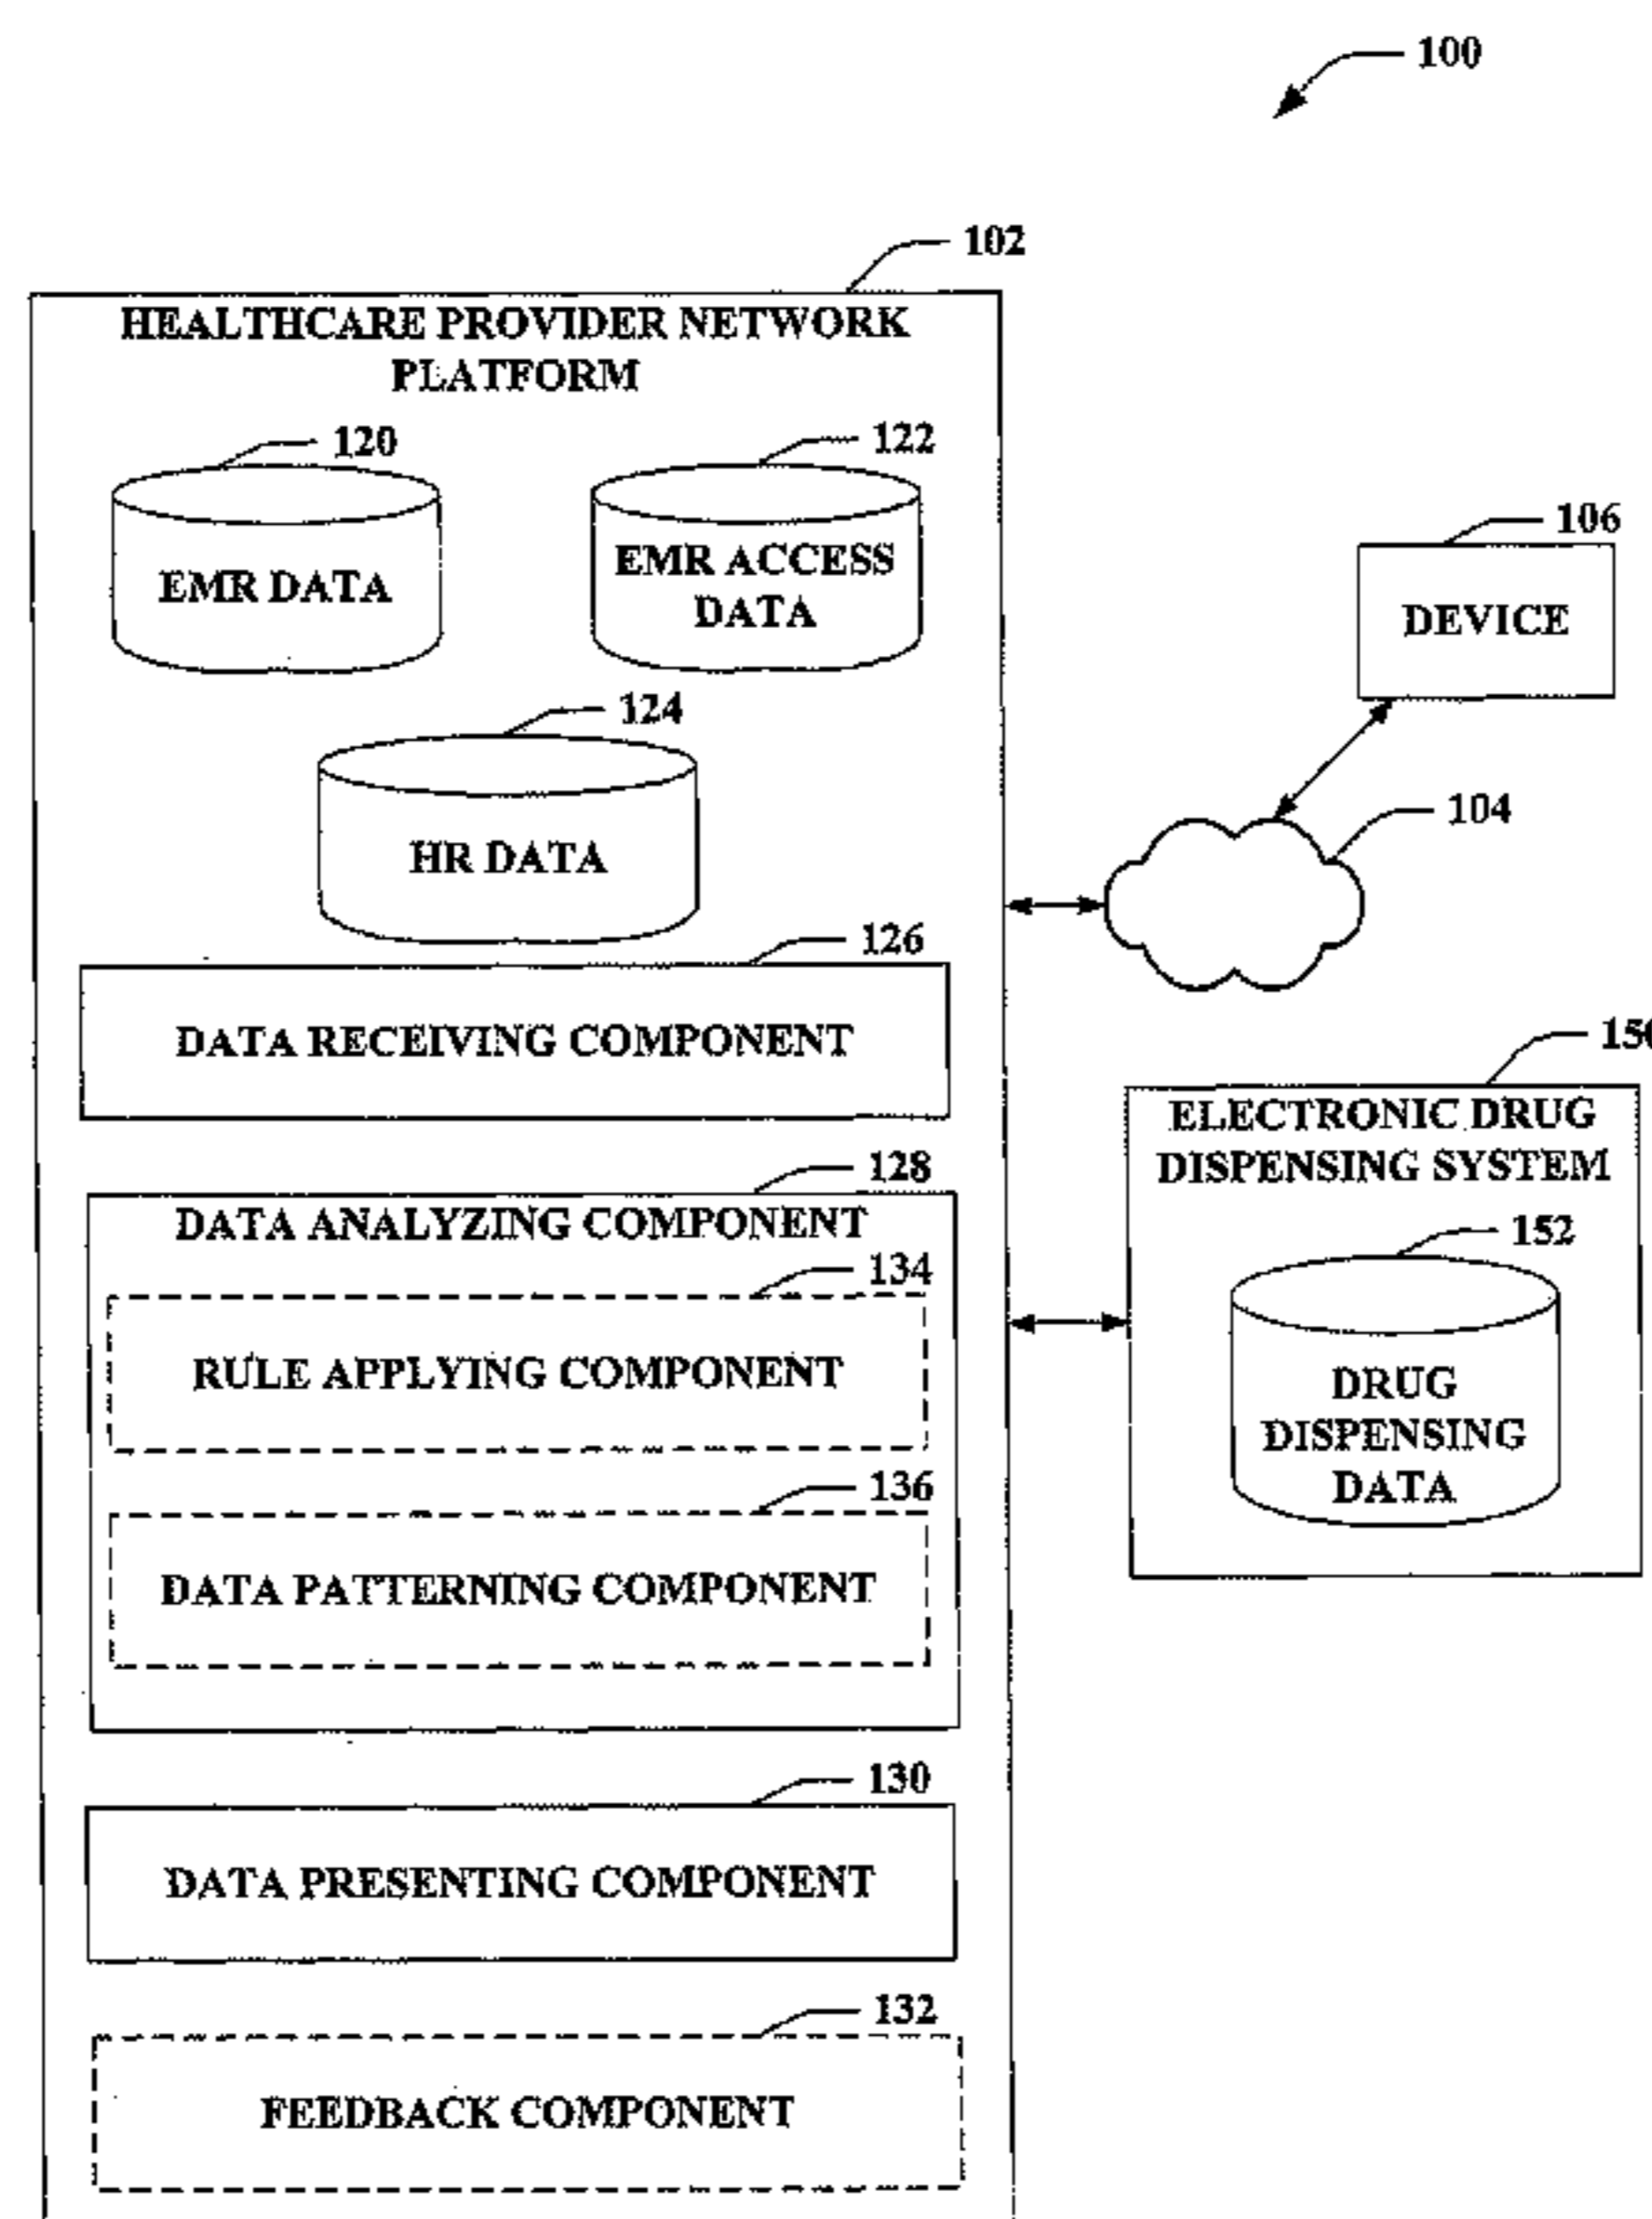 100
102
HEALTHCARE PROVIDER NETWORK
PLATFORM
120
122
EMR DATA
EMR ACCESS
DATA
106
DEVICE
124
HR DATA
104
126
DATA RECEIVING COMPONENT
150
ELECTRONIC DRUG
DISPENSING SYSTEM
152
DRUG
DISPENSING
DATA
128
DATA ANALYZING COMPONENT
134
RULE APPLYING COMPONENT
136
DATA PATTERNING COMPONENT
130
DATA PRESENTING COMPONENT
132
FEEDBACK COMPONENT